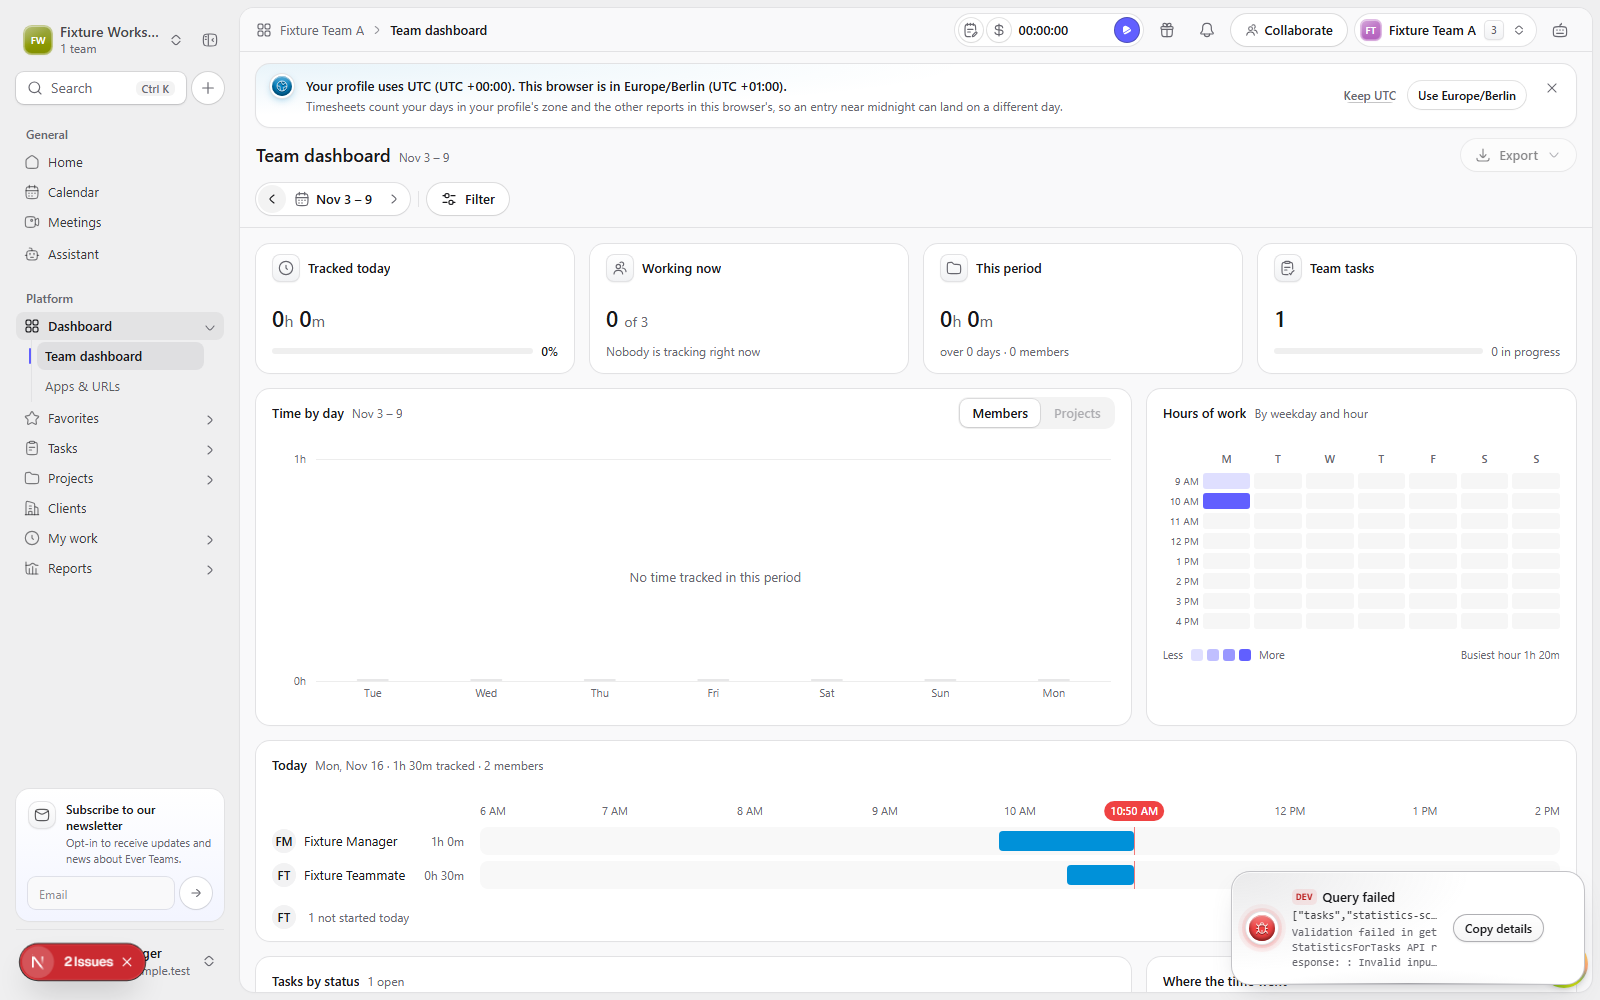 FW
Fixture Works...
1 team
Search
Ctrl K
General
Home
Calendar
Meetings
Assistant
Platform
Dashboard
Team dashboard
Apps & URLs
Favorites
Tasks
Projects
Clients
My work
Reports
Subscribe to our
newsletter
Opt-in to receive updates and
news about Ever Teams.
Email
N
2 Issues
ger
mple.test
Fixture Team A
Team dashboard
$
00:00:00
Collaborate
FT
Fixture Team A
3
Your profile uses UTC (UTC +00:00). This browser is in Europe/Berlin (UTC +01:00).
Timesheets count your days in your profile's zone and the other reports in this browser's, so an entry near midnight can land on a different day.
Keep UTC
Use Europe/Berlin
Team dashboard
Nov 3 – 9
Export
Nov 3 – 9
Filter
Tracked today
0h 0m
0%
Working now
0 of 3
Nobody is tracking right now
This period
0h 0m
over 0 days · 0 members
Team tasks
1
0 in progress
Time by day
Nov 3 – 9
Members
Projects
1h
No time tracked in this period
0h
Tue Wed Thu Fri Sat Sun Mon
Hours of work
By weekday and hour
M T W T F S S
9 AM
10 AM
11 AM
12 PM
1 PM
2 PM
3 PM
4 PM
Less
More
Busiest hour 1h 20m
Today
Mon, Nov 16 · 1h 30m tracked · 2 members
6 AM 7 AM 8 AM 9 AM 10 AM 10:50 AM 12 PM 1 PM 2 PM
FM Fixture Manager 1h 0m
FT Fixture Teammate 0h 30m
FT 1 not started today
Tasks by status
1 open
Where the tim
DEV
Query failed
["tasks","statistics-sc…
Validation failed in get
StatisticsForTasks API r
esponse: : Invalid inpu…
Copy details